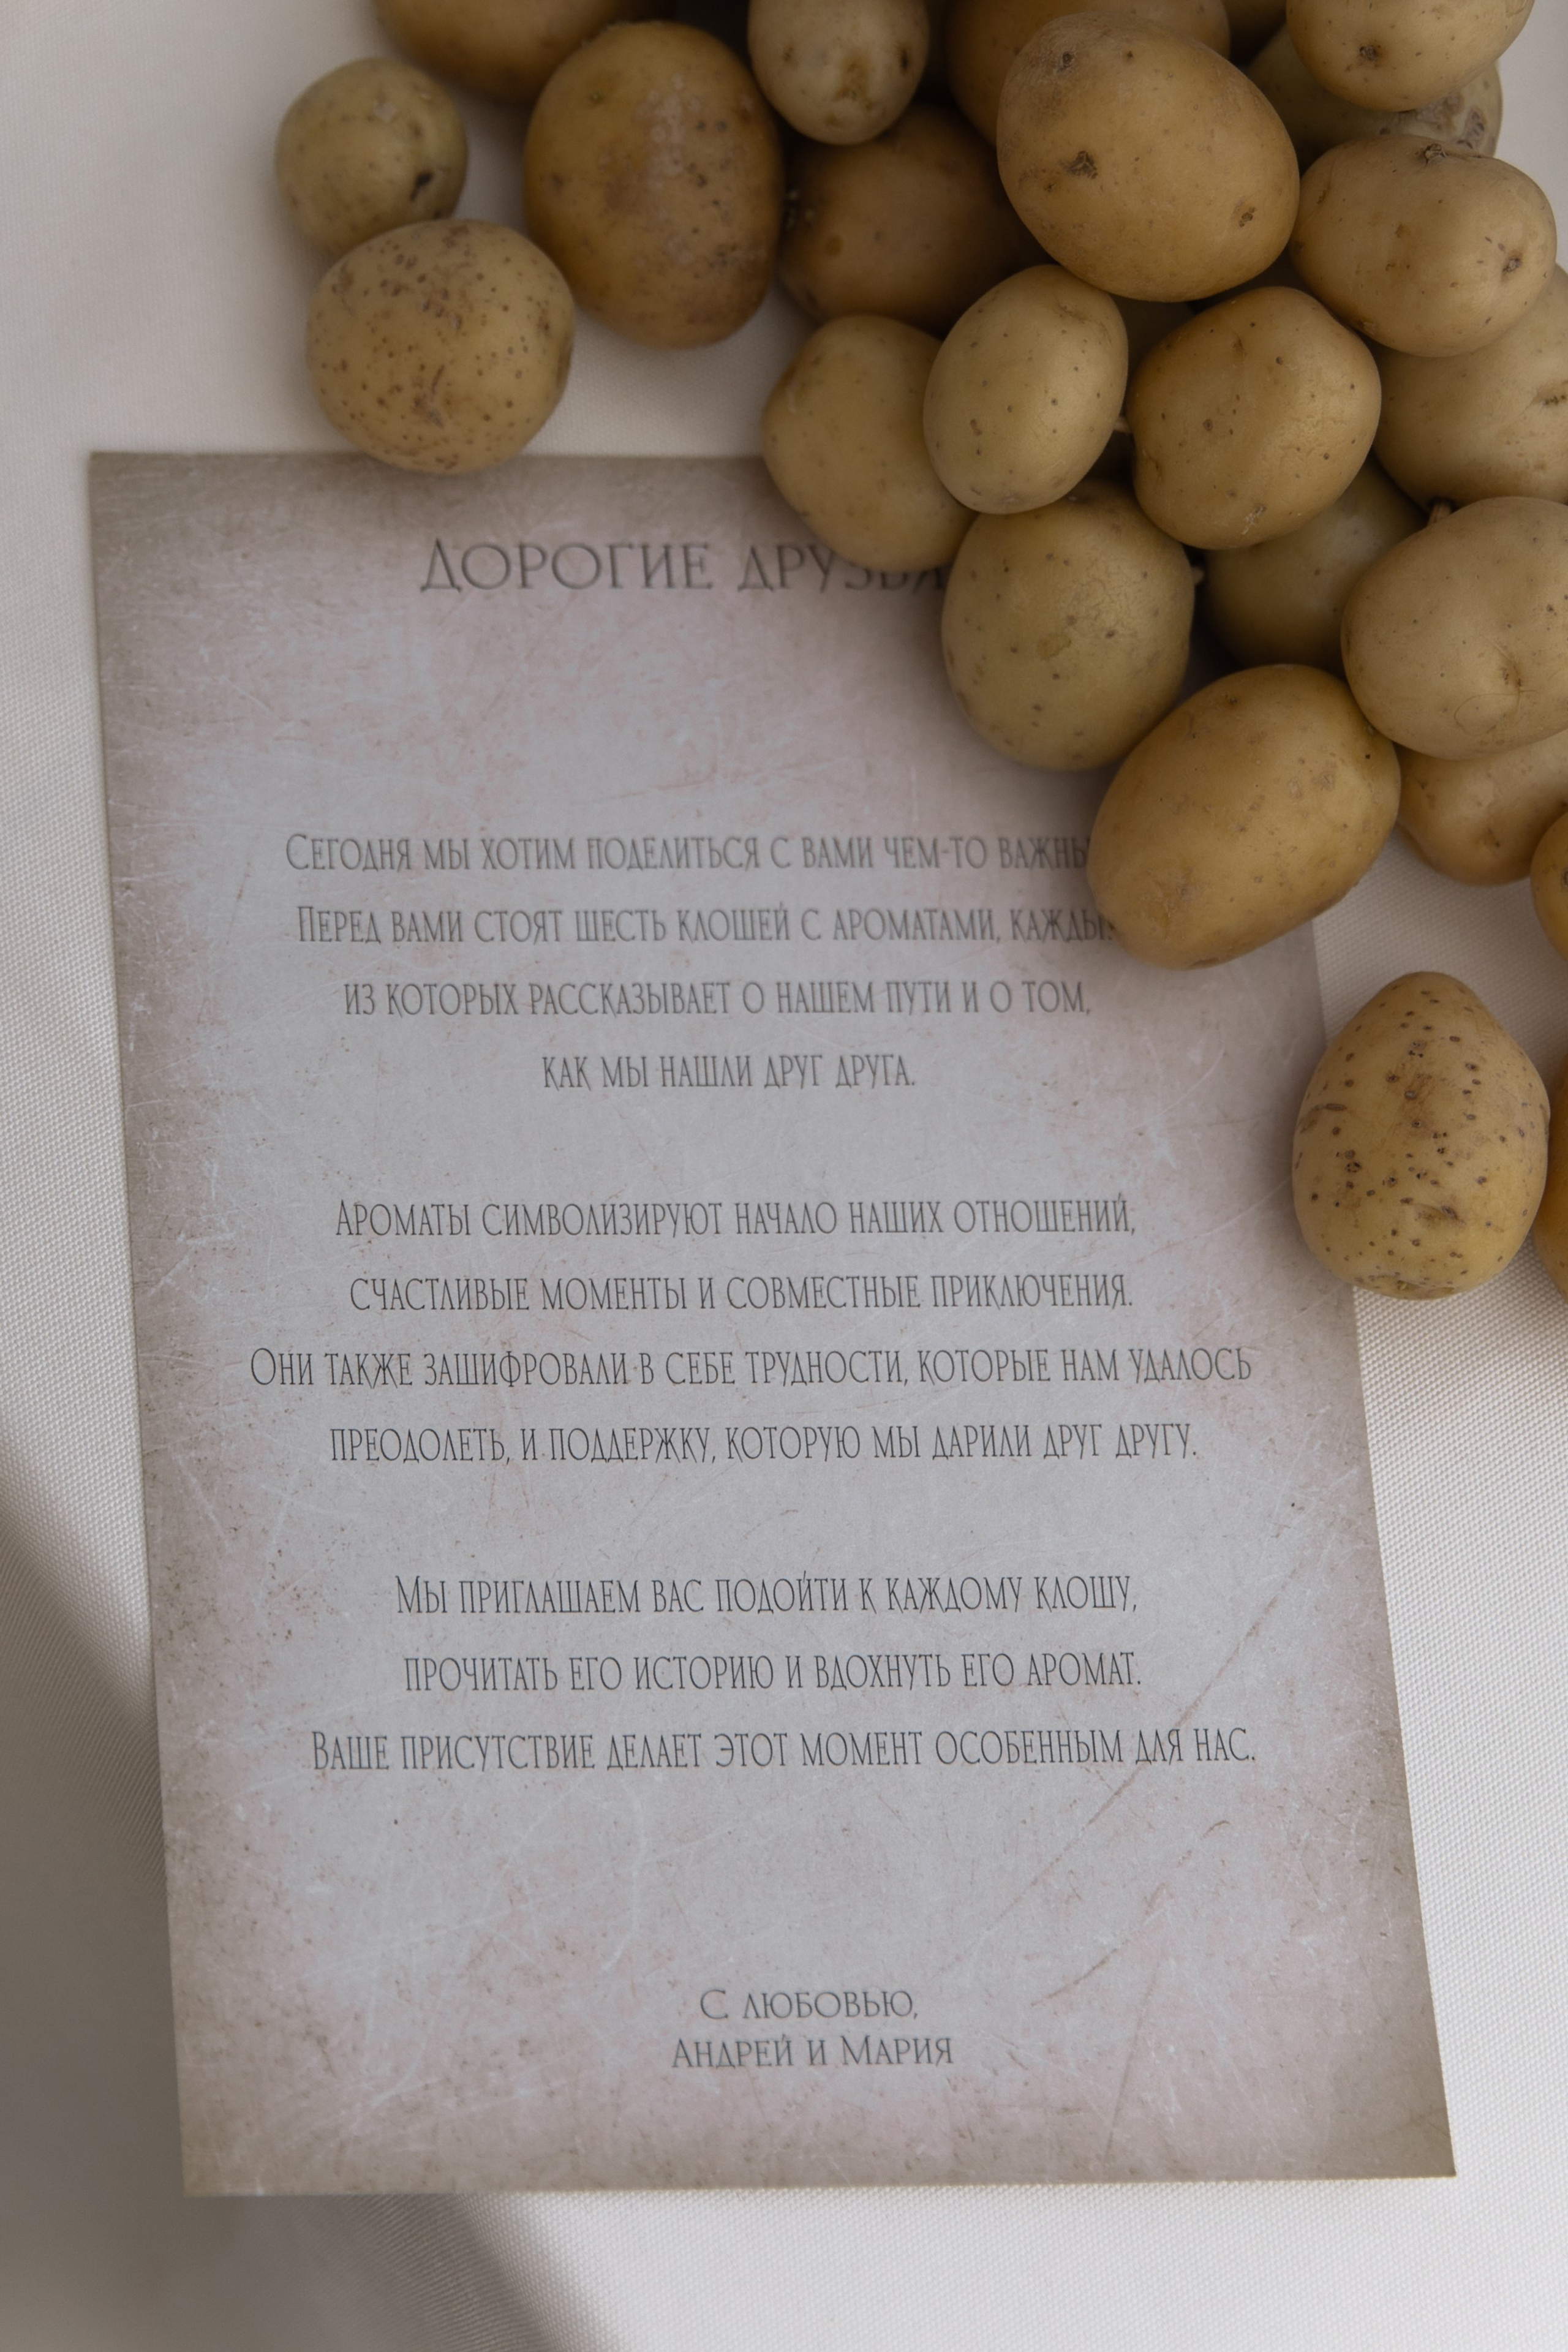 Дорогие друзья
Сегодня мы хотим поделиться с вами чем-то
Перед вами стоят шесть клошей с ароматами,
из которых рассказывает о нашем пути и о том,
как мы нашли друг друга.
Ароматы символизируют начало наших отношений,
счастливые моменты и совместные приключения.
Они также зашифровали в себе трудности, которые нам удалось
преодолеть, и поддержку, которую мы дарили друг другу.
Мы приглашаем вас подойти к каждому клошу,
прочитать его историю и вдохнуть его аромат.
Ваше присутствие делает этот момент особенным для нас.
С любовью,
Андрей и Мария